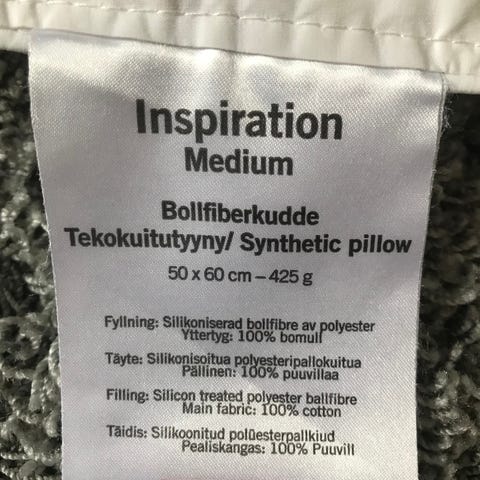 Inspiration
Medium
Bollfiberkudde
Tekokuitutyyny/ Synthetic pillow
50 x 60 cm – 425 g
Fyllning: Silikoniserad bollfibre av polyester
Yttertyg: 100% bomull
Täyte: Silikonisoitua polyesteripallokuitua
Pällinen: 100% puuvillaa
Filling: Silicon treated polyester ballfibre
Main fabric: 100% cotton
Täidis: Silikoonitud polüesterpallkiud
Pealiskangas: 100% Puuvill